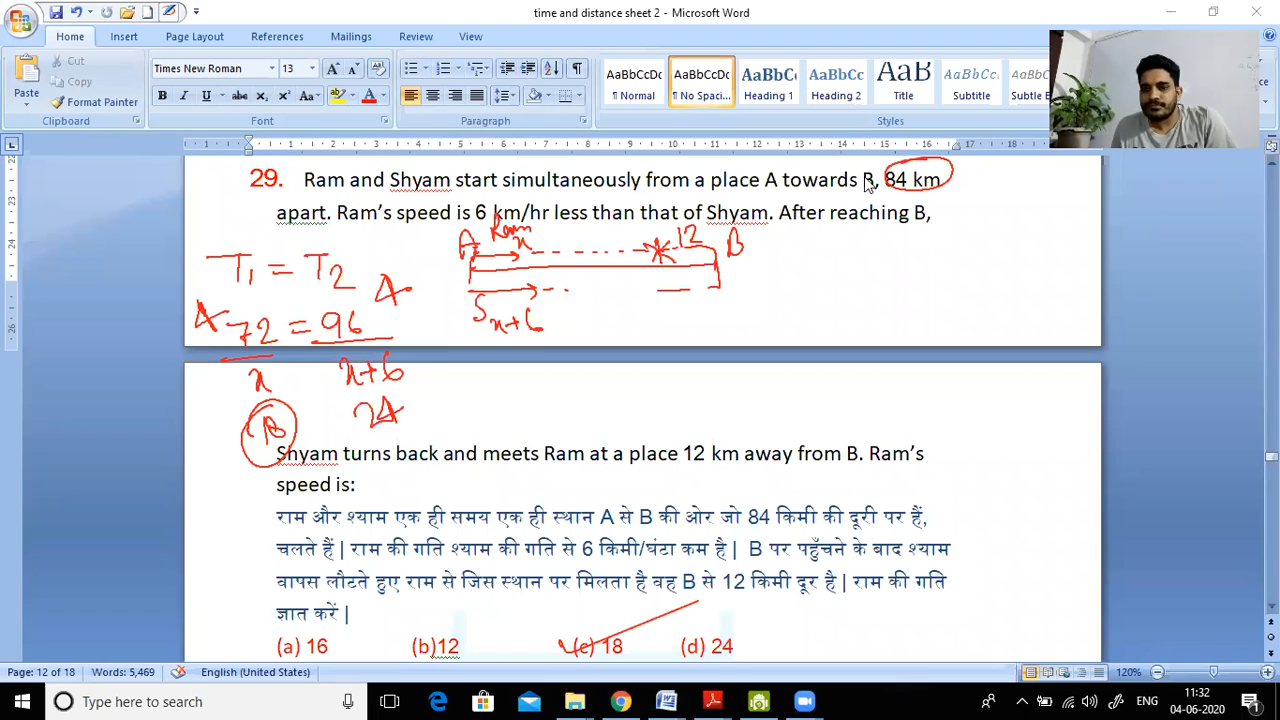 time and distance sheet 2 - Microsoft Word
Home Insert Page Layout References Mailings Review View
Cut
Copy
Paste
Format Painter
Clipboard
Times New Roman 13
Font
Paragraph
AaBbCcDc AaBbCcDc AaBbC AaBbCc AaB AaBbCc AaBbC
¶ Normal ¶ No Spaci... Heading 1 Heading 2 Title Subtitle Subtle B
Styles
29. Ram and Shyam start simultaneously from a place A towards B, 84 km
apart. Ram's speed is 6 km/hr less than that of Shyam. After reaching B,
Ram
A x 12 B
S x+6
T1 = T2
4 72 = 96 4
x x+6
18 24
Shyam turns back and meets Ram at a place 12 km away from B. Ram's
speed is:
राम और श्याम एक ही समय एक ही स्थान A से B की ओर जो 84 किमी की दूरी पर हैं,
चलते हैं | राम की गति श्याम की गति से 6 किमी/घंटा कम है | B पर पहुँचने के बाद श्याम
वापस लौटते हुए राम से जिस स्थान पर मिलता है वह B से 12 किमी दूर है | राम की गति
ज्ञात करें |
(a) 16 (b)12 (c) 18 (d) 24
Page: 12 of 18 Words: 5,469 English (United States) 120%
Type here to search
ENG
11:32
04-06-2020